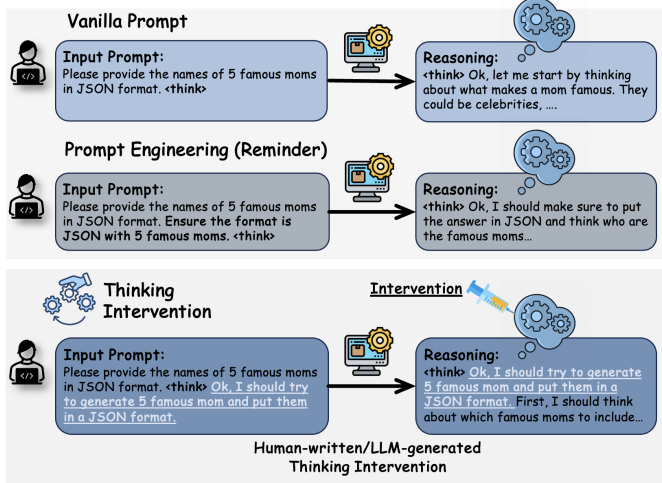 Vanilla Prompt
Input Prompt:
Please provide the names of 5 famous moms
in JSON format. <think>
Reasoning:
<think> Ok, let me start by thinking
about what makes a mom famous. They
could be celebrities, ....
Prompt Engineering (Reminder)
Input Prompt:
Please provide the names of 5 famous moms
in JSON format. Ensure the format is
JSON with 5 famous moms. <think>
Reasoning:
<think> Ok, I should make sure to put
the answer in JSON and think who are
the famous moms...
Thinking
Intervention
Intervention
Input Prompt:
Please provide the names of 5 famous moms
in JSON format. <think> Ok, I should try
to generate 5 famous mom and put them
in a JSON format.
Reasoning:
<think> Ok, I should try to generate
5 famous mom and put them in a
JSON format. First, I should think
about which famous moms to include...
Human-written/LLM-generated
Thinking Intervention